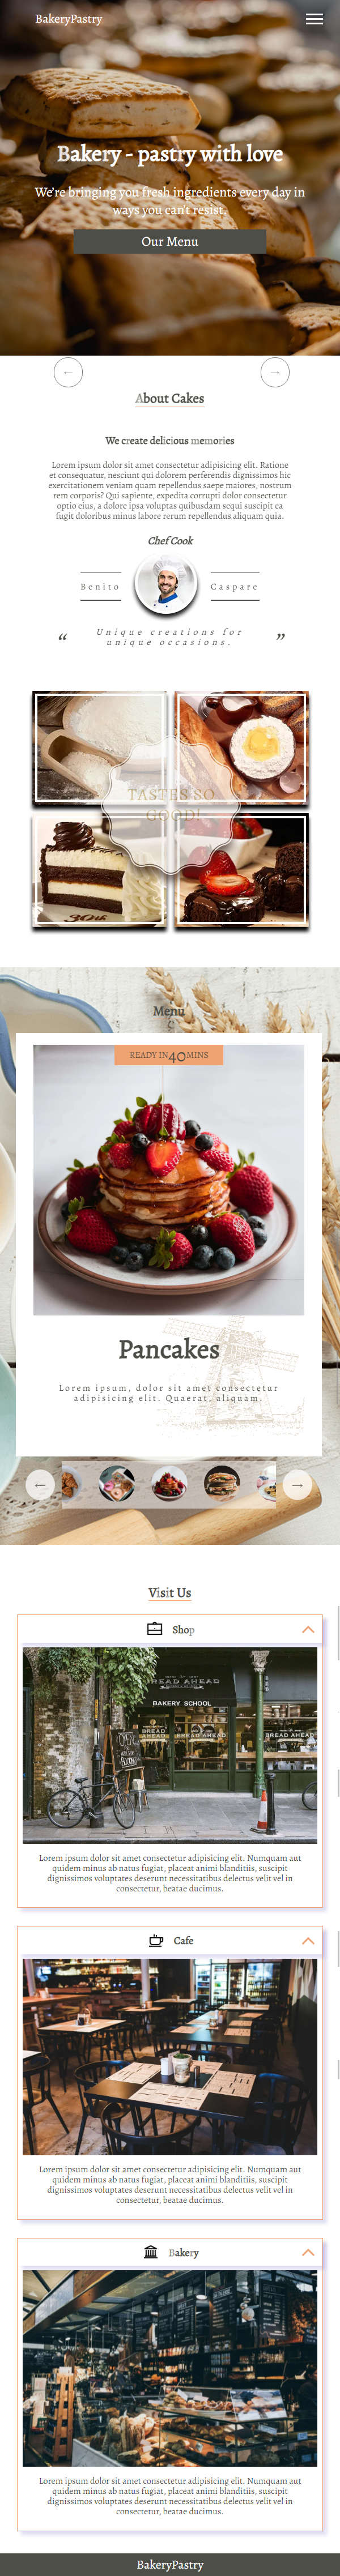 BakeryPastry
Bakery - pastry with love
We're bringing you fresh ingredients every day in
ways you can't resist.
Our Menu
←
→
About Cakes
We create delicious memories
Lorem ipsum dolor sit amet consectetur adipisicing elit. Ratione
et consequatur, nesciunt qui dolorem perferendis dignissimos hic
exercitationem veniam quam repellendus saepe maiores, nostrum
rem corporis? Qui sapiente, expedita corrupti dolor consectetur
optio eius, a dolore ipsa voluptas quibusdam sequi suscipit ea
fugit doloribus minus labore rerum repellendus aliquam quia.
Chef Cook
Benito
Caspare
“ Unique creations for ”
unique occasions.
TASTES SO
GOOD!
30th
Menu
READY IN 40 MINS
Pancakes
Lorem ipsum, dolor sit amet consectetur
adipisicing elit. Quaerat, aliquam.
←
→
Visit Us
Shop
READ AHEAD
BAKERY SCHOOL
BREAD AHEAD
BREAD AHEAD
BREAD AHEAD
Lorem ipsum dolor sit amet consectetur adipisicing elit. Numquam aut
quidem minus ab natus fugiat, placeat animi blanditiis, suscipit
dignissimos voluptates deserunt necessitatibus delectus velit vel in
consectetur, beatae ducimus.
Cafe
Lorem ipsum dolor sit amet consectetur adipisicing elit. Numquam aut
quidem minus ab natus fugiat, placeat animi blanditiis, suscipit
dignissimos voluptates deserunt necessitatibus delectus velit vel in
consectetur, beatae ducimus.
Bakery
Lorem ipsum dolor sit amet consectetur adipisicing elit. Numquam aut
quidem minus ab natus fugiat, placeat animi blanditiis, suscipit
dignissimos voluptates deserunt necessitatibus delectus velit vel in
consectetur, beatae ducimus.
BakeryPastry